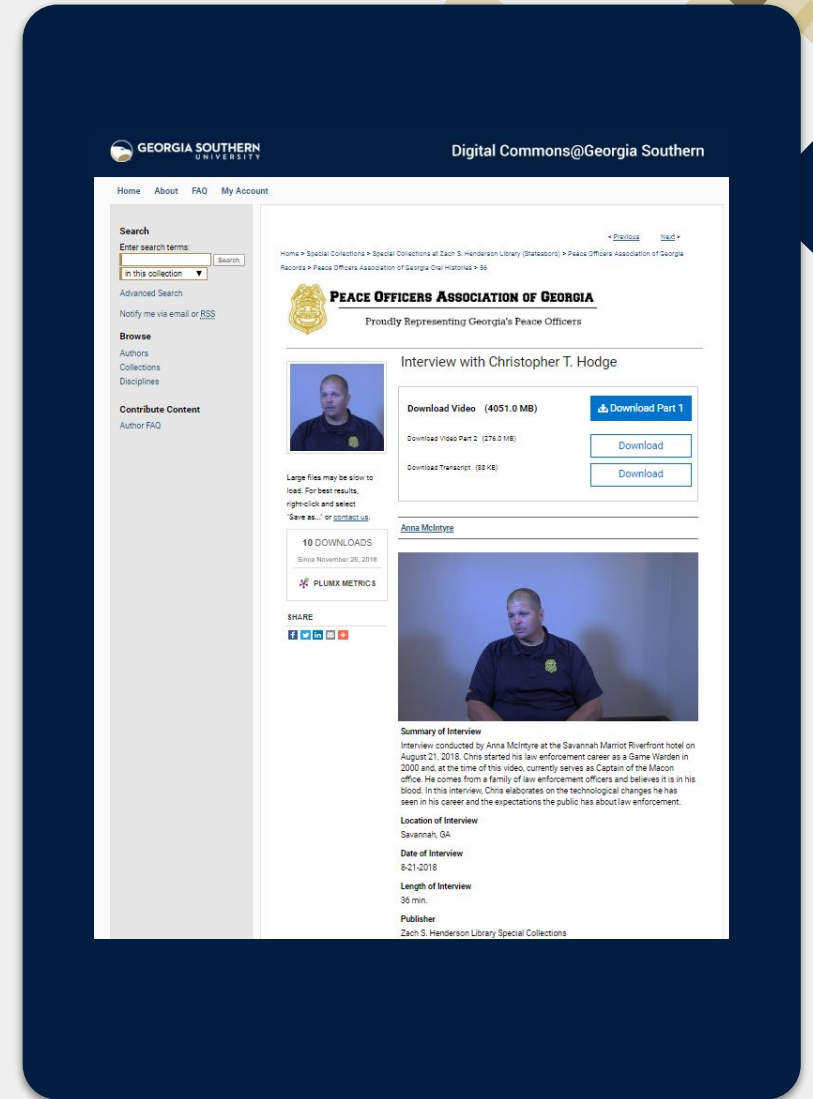 GEORGIA SOUTHERN
UNIVERSITY
Digital Commons@Georgia Southern
Home About FAQ My Account
Search
Enter search terms:
Search
in this collection ▼
Advanced Search
Notify me via email or RSS
Browse
Authors
Collections
Disciplines
Contribute Content
Author FAQ
< Previous Next >
Home > Special Collections > Special Collections at Zach S. Henderson Library (Statesboro) > Peace Officers Association of Georgia
Records > Peace Officers Association of Georgia Oral Histories > 56
PEACE OFFICERS ASSOCIATION OF GEORGIA
Proudly Representing Georgia's Peace Officers
Interview with Christopher T. Hodge
Download Video (4051.0 MB)
Download Part 1
Download Video Part 2 (276.0 MB)
Download
Download Transcript (88 KB)
Download
Large files may be slow to
load. For best results,
right-click and select
"Save as..." or contact us.
10 DOWNLOADS
Since November 26, 2018
PLUMX METRICS
SHARE
Anna McIntyre
Summary of Interview
Interview conducted by Anna McIntyre at the Savannah Marriot Riverfront hotel on
August 21, 2018. Chris started his law enforcement career as a Game Warden in
2000 and, at the time of this video, currently serves as Captain of the Macon
office. He comes from a family of law enforcement officers and believes it is in his
blood. In this interview, Chris elaborates on the technological changes he has
seen in his career and the expectations the public has about law enforcement.
Location of Interview
Savannah, GA
Date of Interview
8-21-2018
Length of Interview
36 min.
Publisher
Zach S. Henderson Library Special Collections